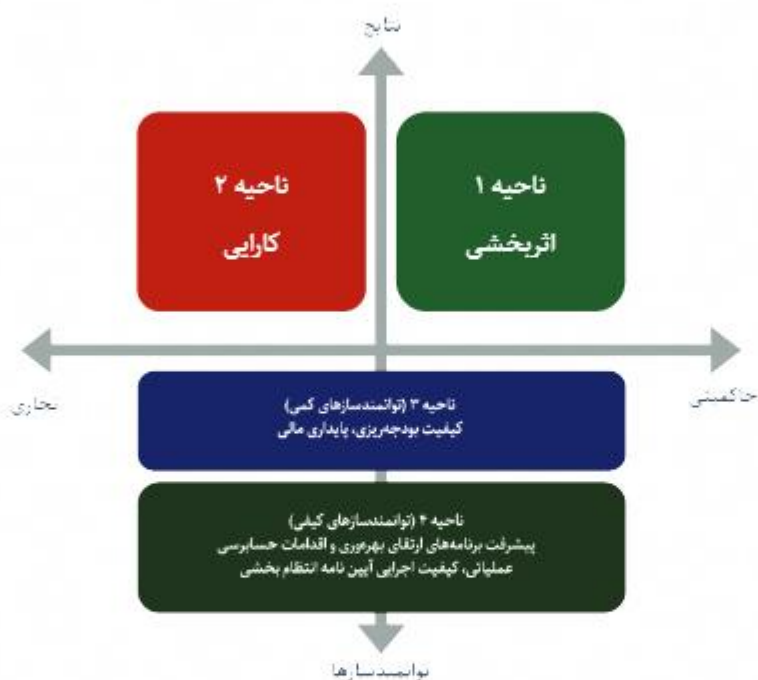 نتایج
ناحیه ۱
اثربخشی
ناحیه ۲
کارایی
حاکمیتی
تجاری
ناحیه ۳ (توانمندسازهای کمی)
کیفیت بودجه‌ریزی، پایداری مالی
ناحیه ۴ (توانمندسازهای کیفی)
پیشرفت برنامه‌های ارتقای بهره‌وری و اقدامات حسابرسی
عملیاتی، کیفیت اجرایی آیین نامه انتظام بخشی
توانمندسازها